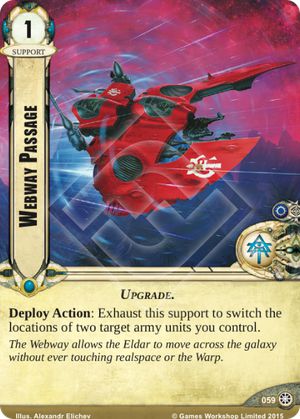 1
SUPPORT
WEBWAY PASSAGE
UPGRADE.
Deploy Action: Exhaust this support to switch the
locations of two target army units you control.
The Webway allows the Eldar to move across the galaxy
without ever touching realspace or the Warp.
059
Illus. Alexandr Elichev
© Games Workshop Limited 2015